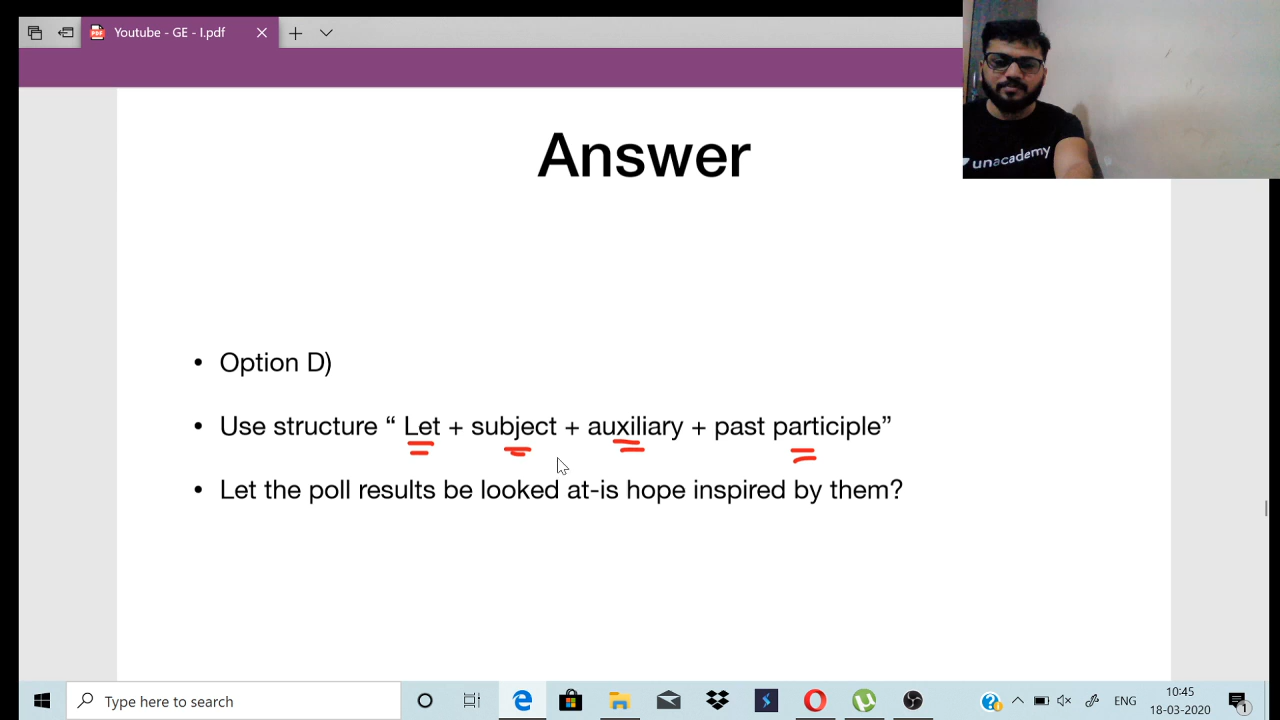 Youtube - GE - I.pdf
unacademy
Answer
• Option D)
• Use structure “ Let + subject + auxiliary + past participle”
• Let the poll results be looked at-is hope inspired by them?
Type here to search
ENG
10:45
18-03-2020
1